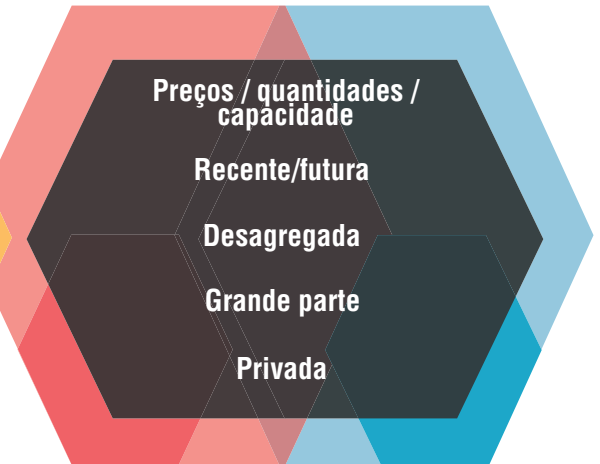 Preços / quantidades /
capacidade
Recente/futura
Desagregada
Grande parte
Privada